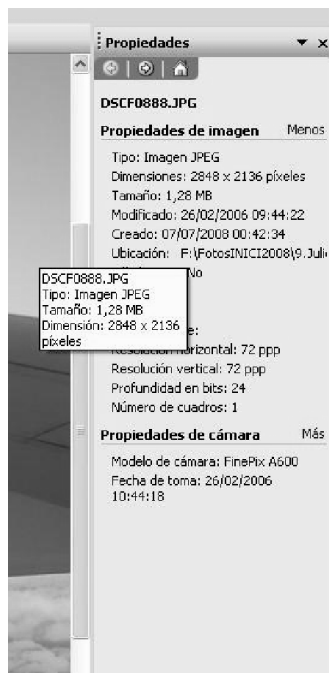 Propiedades
DSCF0888.JPG
Propiedades de imagen Menos
Tipo: Imagen JPEG
Dimensiones: 2848 x 2136 píxeles
Tamaño: 1,28 MB
Modificado: 26/02/2006 09:44:22
Creado: 07/07/2008 00:42:34
Ubicación: F:\FotosINICI2008\9.Juli
No
DSCF0888.JPG
Tipo: Imagen JPEG
Tamaño: 1,28 MB
Dimensión: 2848 x 2136
píxeles
Resolución horizontal: 72 ppp
Resolución vertical: 72 ppp
Profundidad en bits: 24
Número de cuadros: 1
Propiedades de cámara Más
Modelo de cámara: FinePix A600
Fecha de toma: 26/02/2006
10:44:18